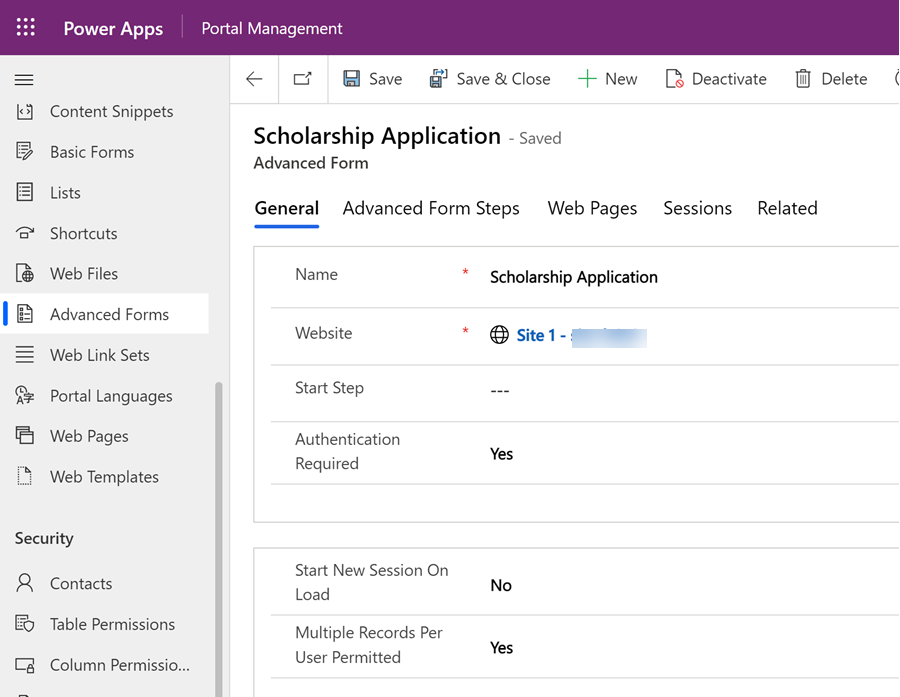 Power Apps
Portal Management
Content Snippets
Basic Forms
Lists
Shortcuts
Web Files
Advanced Forms
Web Link Sets
Portal Languages
Web Pages
Web Templates
Security
Contacts
Table Permissions
Column Permissio...
Save
Save & Close
New
Deactivate
Delete
Scholarship Application - Saved
Advanced Form
General
Advanced Form Steps
Web Pages
Sessions
Related
Name * Scholarship Application
Website * Site 1 -
Start Step ---
Authentication
Required
Yes
Start New Session On
Load
No
Multiple Records Per
User Permitted
Yes